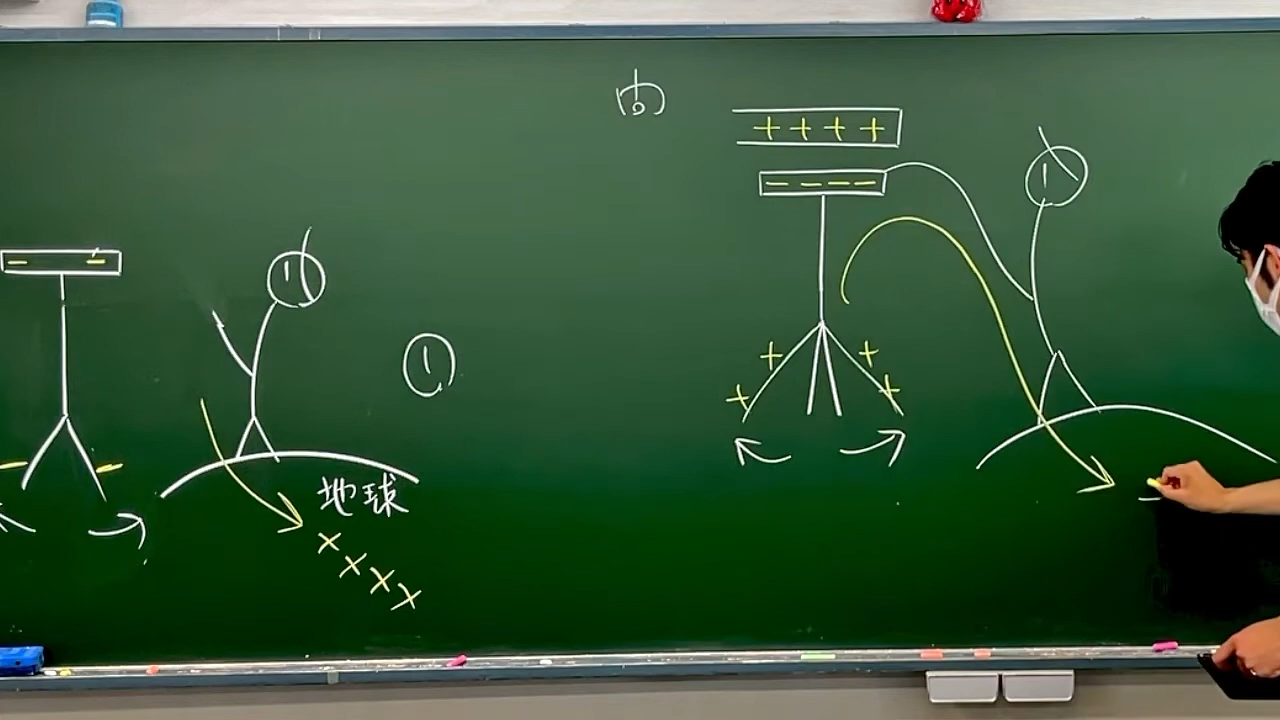 − −
− −
①
地球
× × × ×
+ + + +
− − − −
+ +
+ +
−